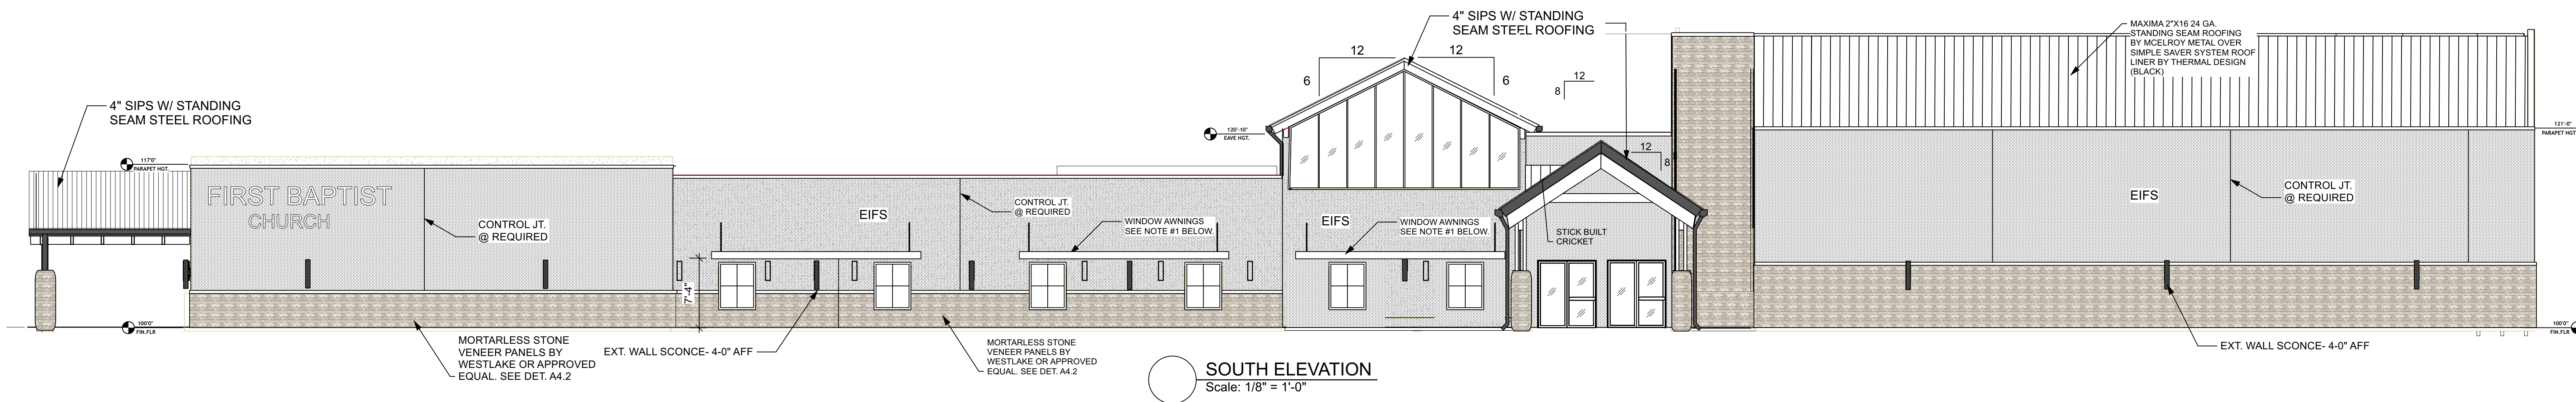 4" SIPS W/ STANDING
SEAM STEEL ROOFING
117'0"
PARAPET HGT.
FIRST BAPTIST
CHURCH
CONTROL JT.
@ REQUIRED
100'0"
FIN.FLR
MORTARLESS STONE
VENEER PANELS BY
WESTLAKE OR APPROVED
EQUAL. SEE DET. A4.2
EXT. WALL SCONCE- 4-0" AFF
7'-4"
EIFS
CONTROL JT.
@ REQUIRED
WINDOW AWNINGS
SEE NOTE #1 BELOW.
MORTARLESS STONE
VENEER PANELS BY
WESTLAKE OR APPROVED
EQUAL. SEE DET. A4.2
120'-10"
EAVE HGT.
12
12
6
6
4" SIPS W/ STANDING
SEAM STEEL ROOFING
12
8
EIFS
WINDOW AWNINGS
SEE NOTE #1 BELOW.
STICK BUILT
CRICKET
12
8
MAXIMA 2"X16 24 GA.
STANDING SEAM ROOFING
BY MCELROY METAL OVER
SIMPLE SAVER SYSTEM ROOF
LINER BY THERMAL DESIGN
(BLACK)
EIFS
CONTROL JT.
@ REQUIRED
121'-0"
PARAPET HGT.
100'0"
FIN.FLR
EXT. WALL SCONCE- 4-0" AFF
SOUTH ELEVATION
Scale: 1/8" = 1'-0"